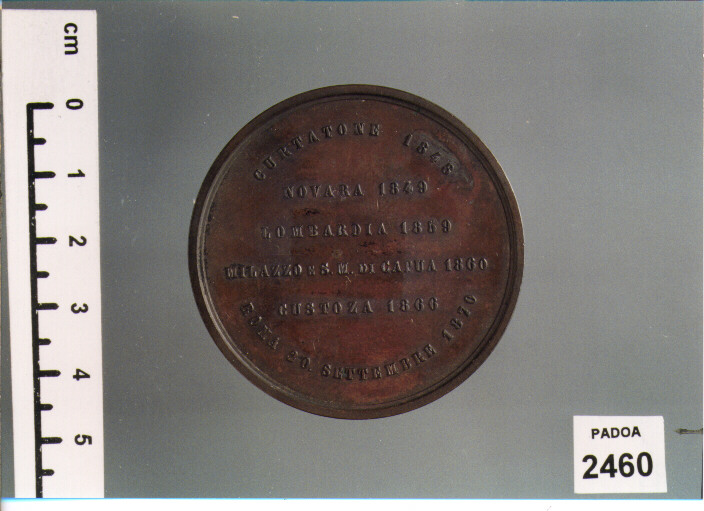 cm
0
1
2
3
4
5
CURTATONE 1848
NOVARA 1849
LOMBARDIA 1859
MILAZZO E S. M. DI CAPUA 1860
CUSTOZA 1866
ROMA 20. SETTEMBRE 1870
PADOA
2460